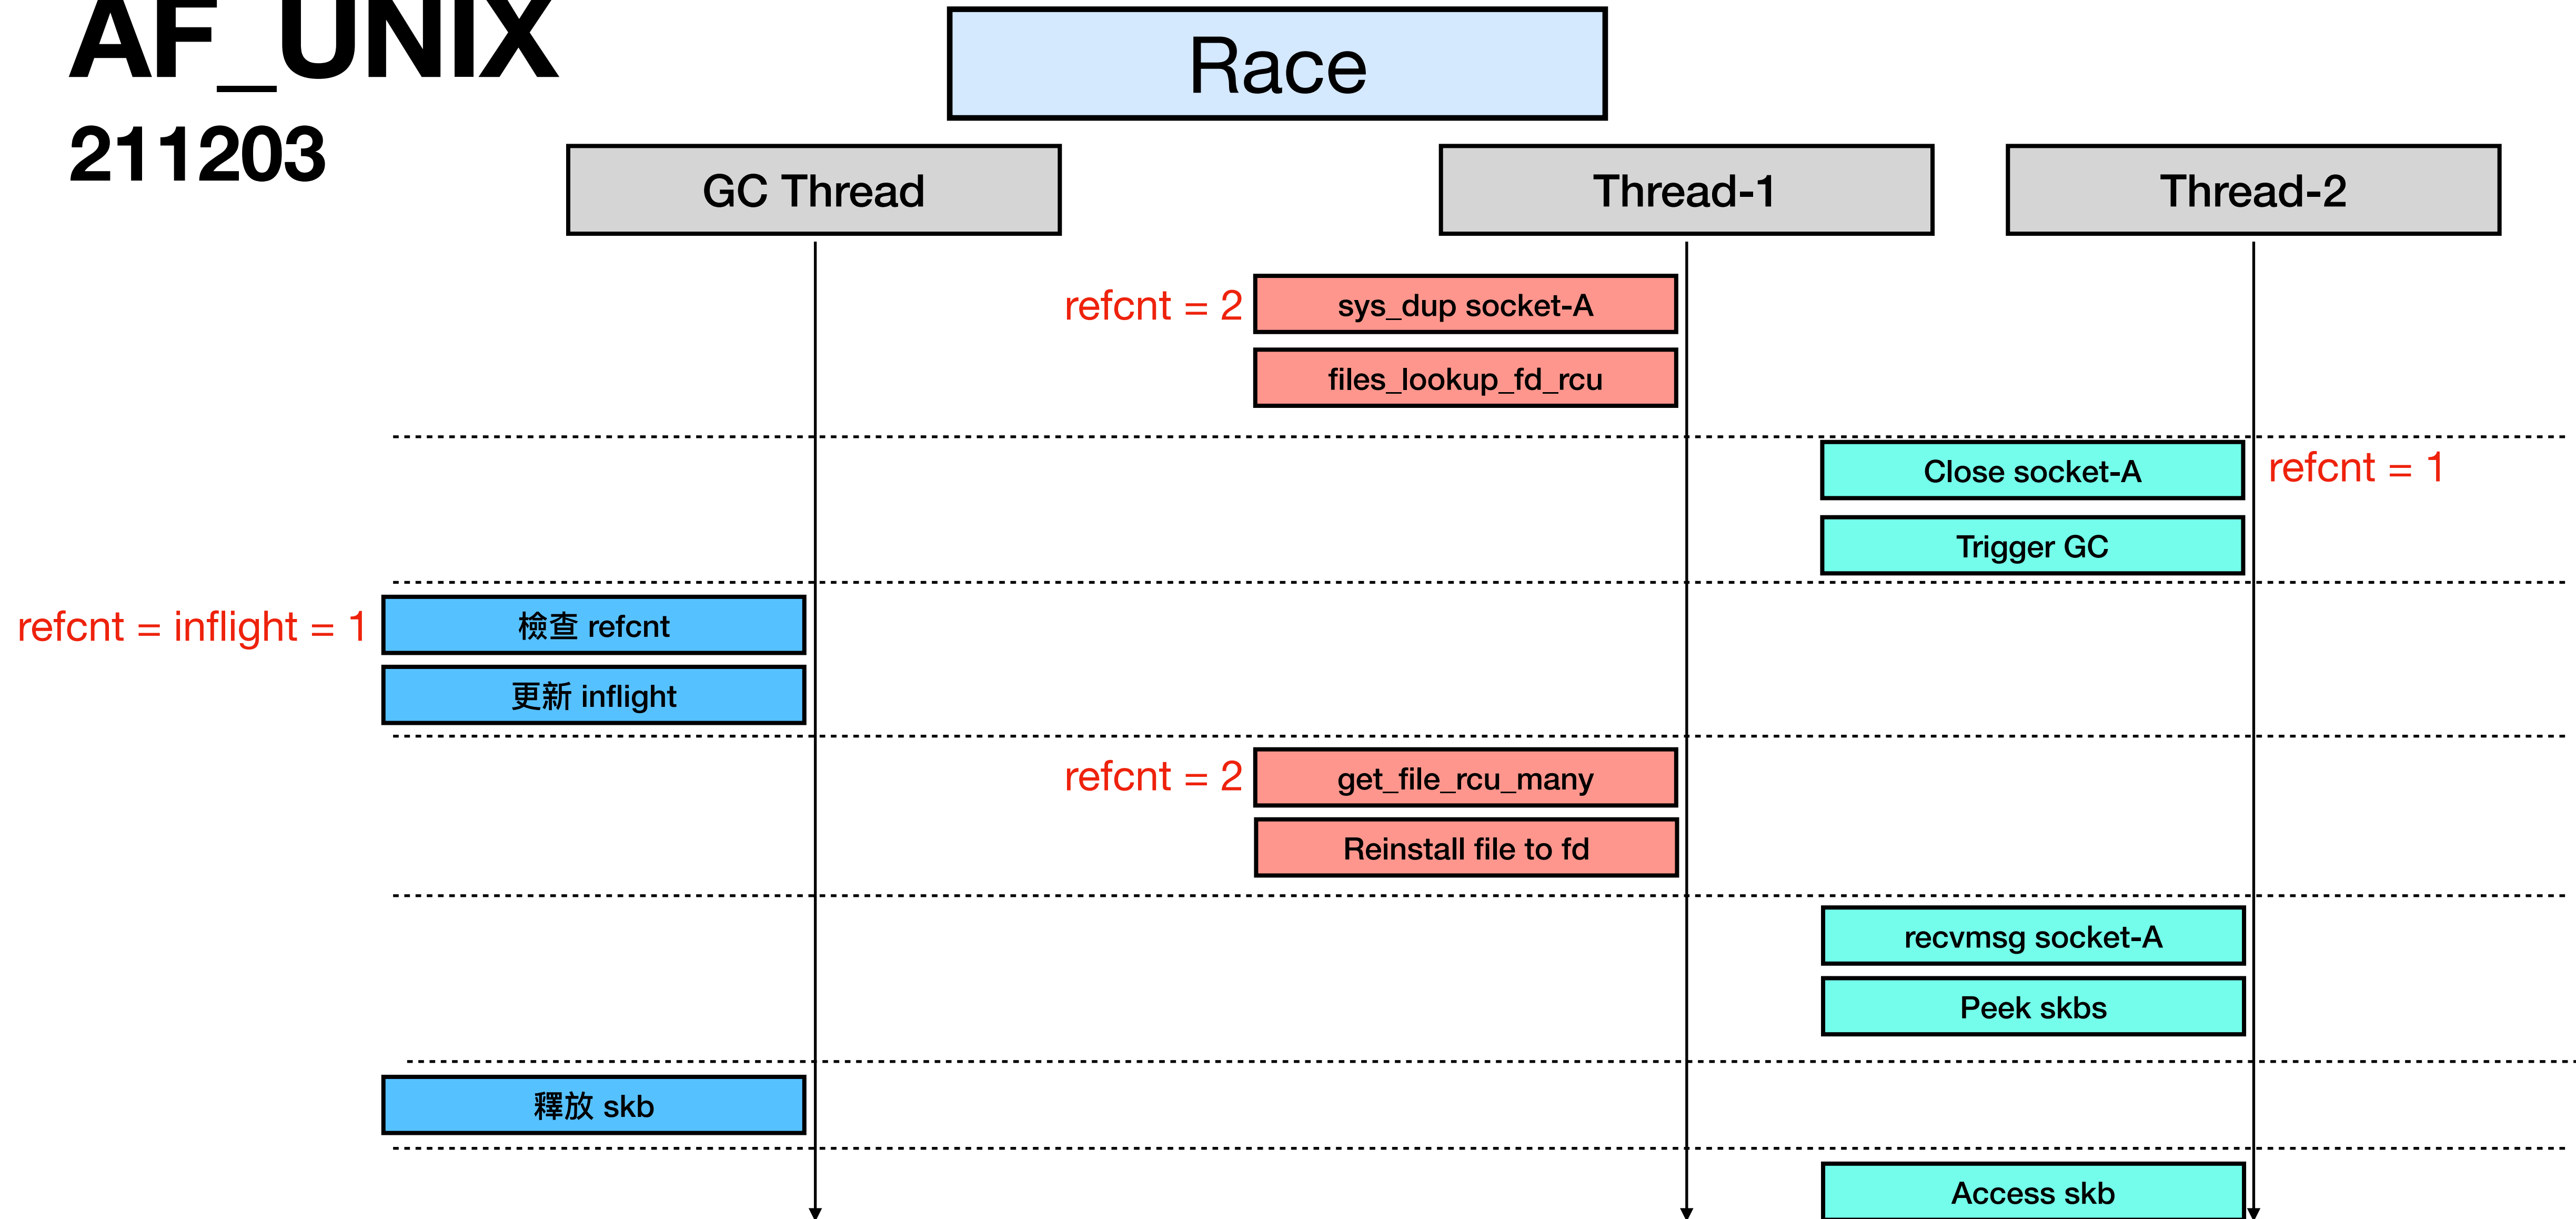 AF_UNIX
211203
Race
GC Thread
Thread-1
Thread-2
refcnt = 2
sys_dup socket-A
files_lookup_fd_rcu
Close socket-A
refcnt = 1
Trigger GC
refcnt = inflight = 1
檢查 refcnt
更新 inflight
refcnt = 2
get_file_rcu_many
Reinstall file to fd
recvmsg socket-A
Peek skbs
釋放 skb
Access skb